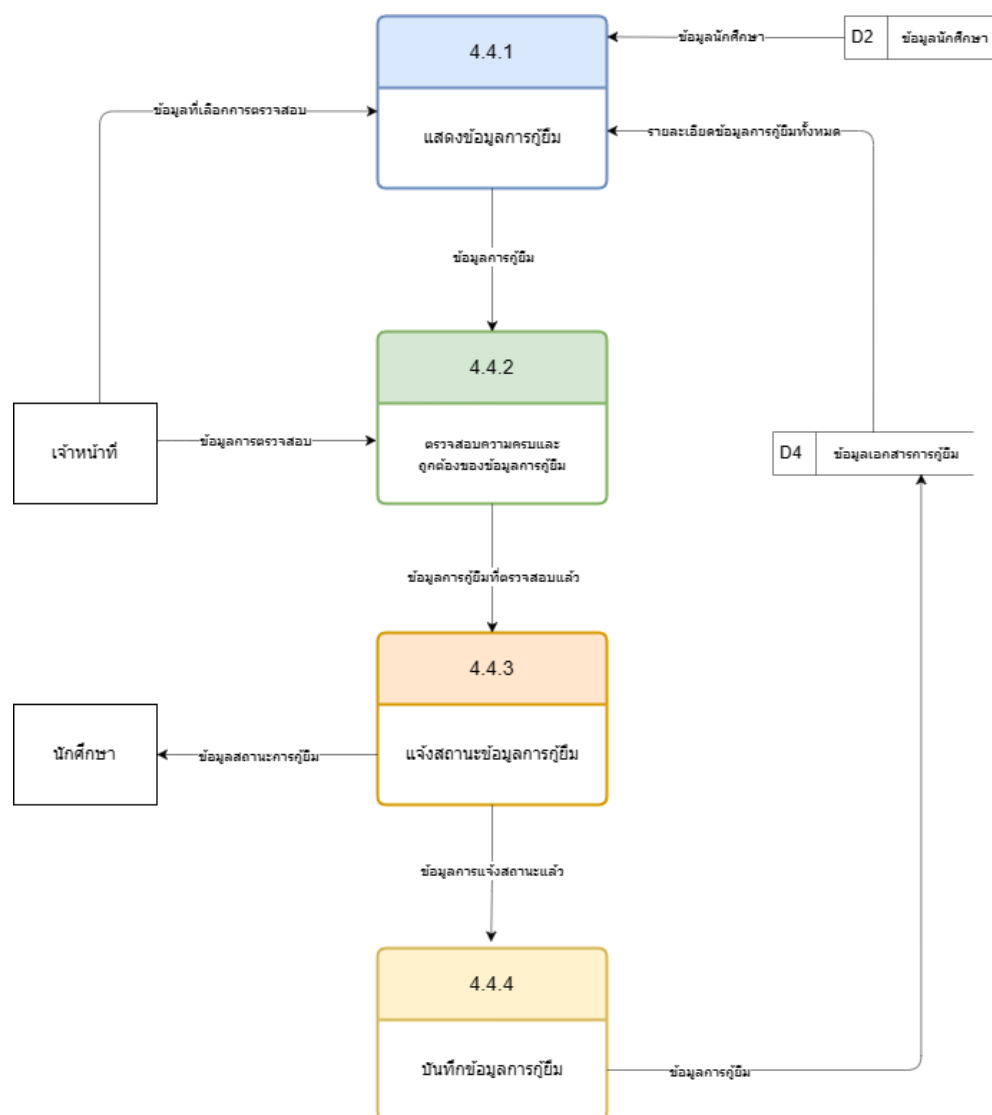 4.4.1
ข้อมูลนักศึกษา
D2
ข้อมูลนักศึกษา
ข้อมูลที่เลือกการตรวจสอบ
แสดงข้อมูลการกู้ยืม
รายละเอียดข้อมูลการกู้ยืมทั้งหมด
ข้อมูลการกู้ยืม
4.4.2
เจ้าหน้าที่
ข้อมูลการตรวจสอบ
ตรวจสอบความครบและ
ถูกต้องของข้อมูลการกู้ยืม
D4
ข้อมูลเอกสารการกู้ยืม
ข้อมูลการกู้ยืมที่ตรวจสอบแล้ว
4.4.3
นักศึกษา
ข้อมูลสถานะการกู้ยืม
แจ้งสถานะข้อมูลการกู้ยืม
ข้อมูลการแจ้งสถานะแล้ว
4.4.4
บันทึกข้อมูลการกู้ยืม
ข้อมูลการกู้ยืม